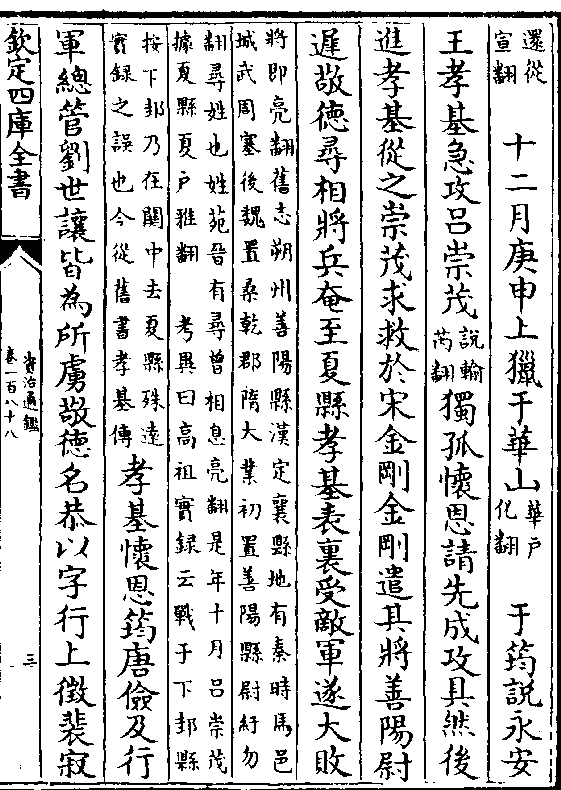 還從宣翻　十二月庚申上獵于華山華戶化翻　于筠説永安
王孝基急攻呂崇茂説輸芮翻獨孤懷恩請先成攻具然後
進孝基從之崇茂求救於宋金剛金剛遣其將善陽尉
遲敬德尋相將兵奄至夏縣孝基表裏受敵軍遂大敗
將即亮翻舊志朔州善陽縣漢定襄縣地有秦時馬邑
城武周塞後魏置桑乾郡隋大業初置善陽縣尉紆勿
翻尋姓也姓苑晉有尋曾相息亮翻是年十月呂崇茂
據夏縣夏戶雅翻　考異曰高祖實録云戰于下邽縣
按下邽乃在關中去夏縣殊遠
實録之誤也今從舊書孝基傳孝基懷恩筠唐儉及行
軍總管劉世讓皆為所虜敬德名恭以字行上徴裴寂
欽定四庫全書
資治通鑑
卷一百八十八
三